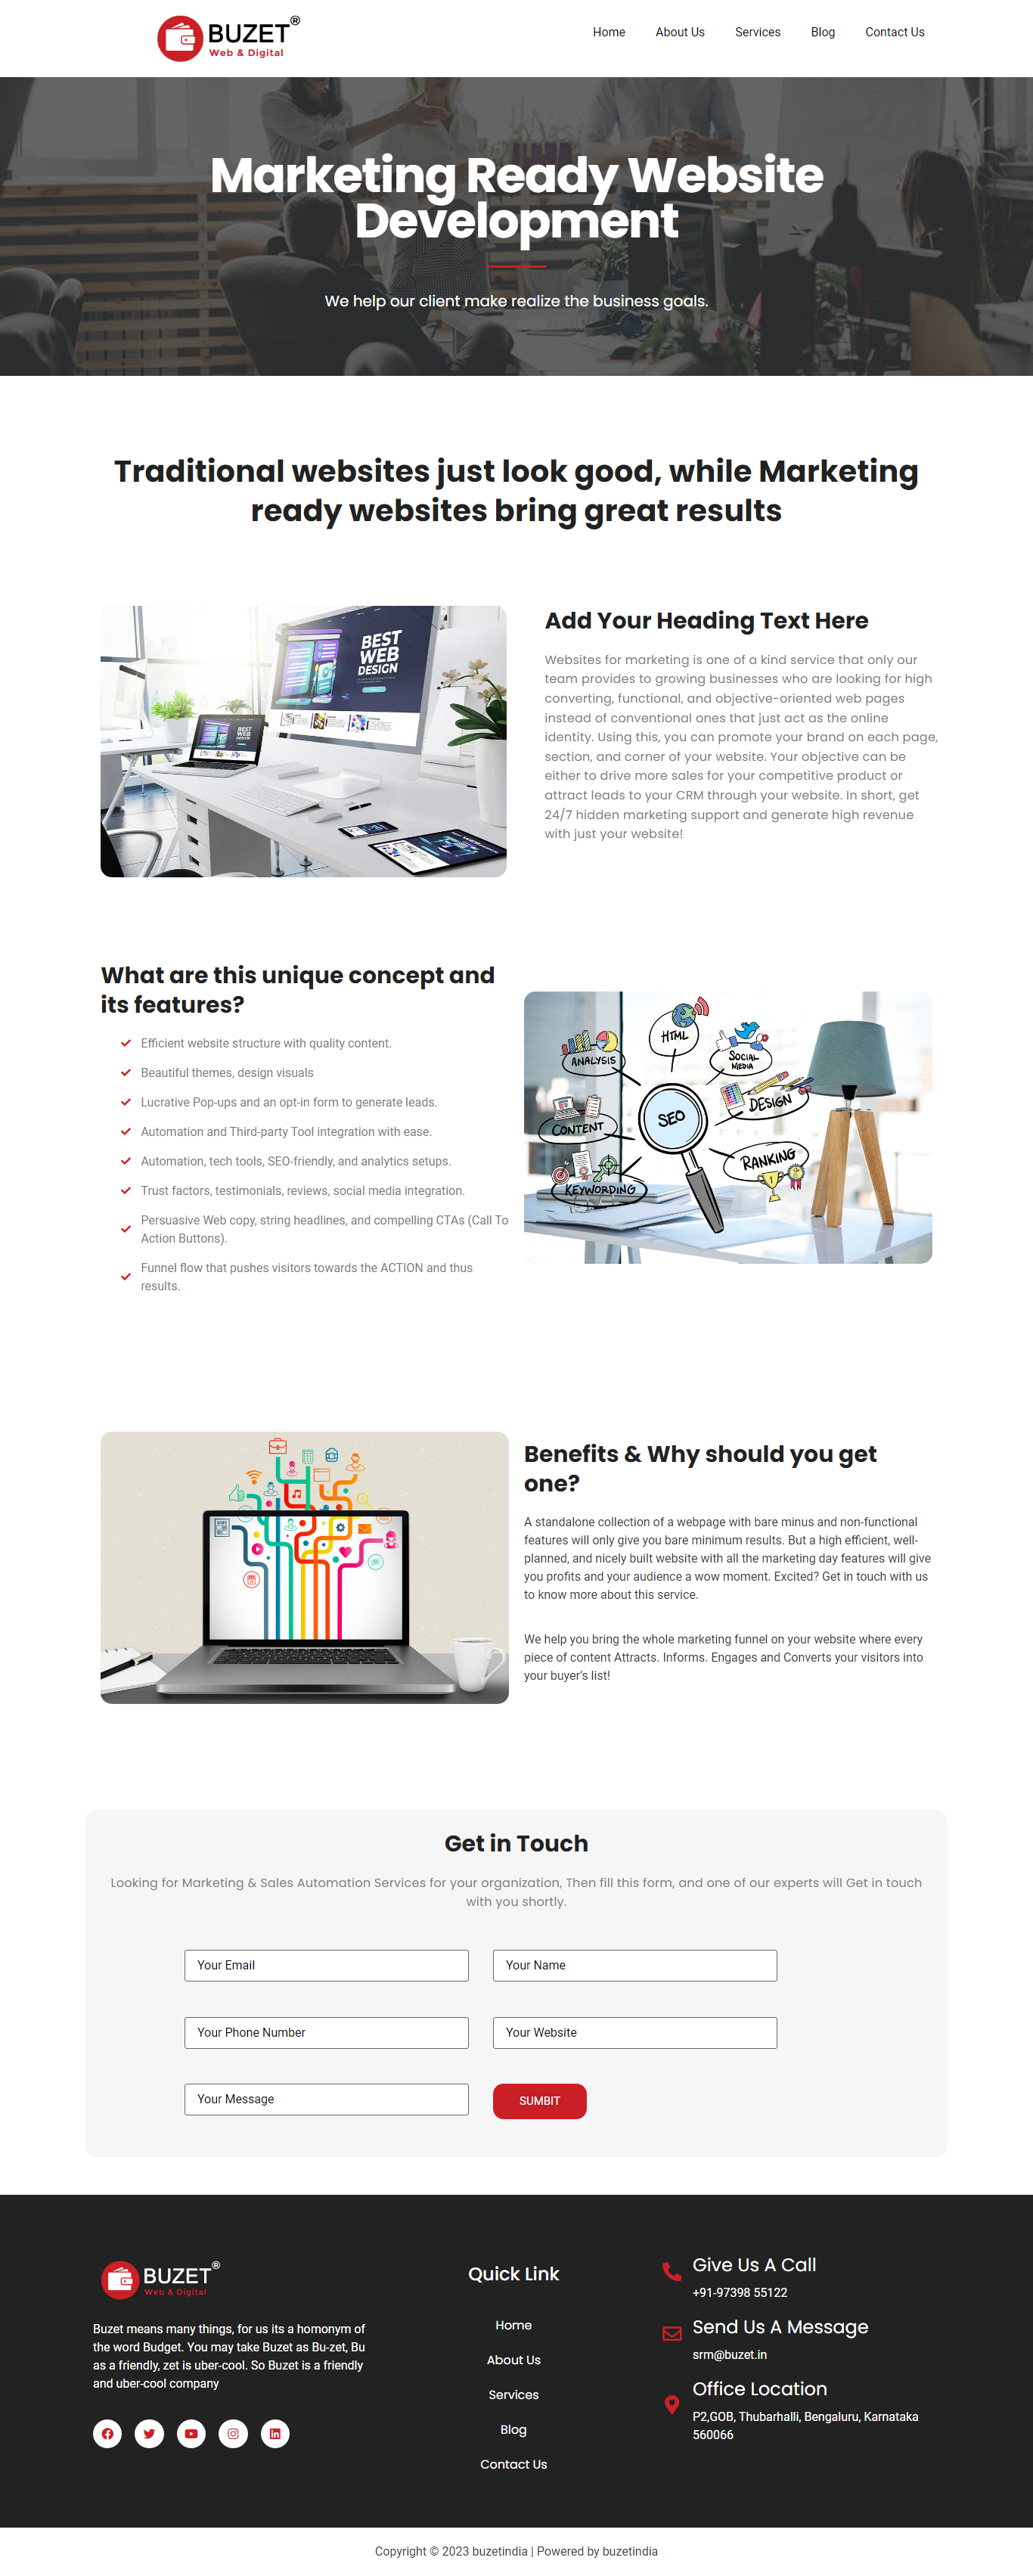 BUZET®
Web & Digital
Home About Us Services Blog Contact Us
Marketing Ready Website
Development
We help our client make realize the business goals.
Traditional websites just look good, while Marketing
ready websites bring great results
BEST
WEB
DESIGN
BEST
WEB
DESIGN
Add Your Heading Text Here
Websites for marketing is one of a kind service that only our
team provides to growing businesses who are looking for high
converting, functional, and objective-oriented web pages
instead of conventional ones that just act as the online
identity. Using this, you can promote your brand on each page,
section, and corner of your website. Your objective can be
either to drive more sales for your competitive product or
attract leads to your CRM through your website. In short, get
24/7 hidden marketing support and generate high revenue
with just your website!
What are this unique concept and
its features?
Efficient website structure with quality content.
Beautiful themes, design visuals
Lucrative Pop-ups and an opt-in form to generate leads.
Automation and Third-party Tool integration with ease.
Automation, tech tools, SEO-friendly, and analytics setups.
Trust factors, testimonials, reviews, social media integration.
Persuasive Web copy, string headlines, and compelling CTAs (Call To
Action Buttons).
Funnel flow that pushes visitors towards the ACTION and thus
results.
HTML
ANALYSIS
SOCIAL
MEDIA
DESIGN
SEO
CONTENT
RANKING
KEYWORDING
Benefits & Why should you get
one?
A standalone collection of a webpage with bare minus and non-functional
features will only give you bare minimum results. But a high efficient, well-
planned, and nicely built website with all the marketing day features will give
you profits and your audience a wow moment. Excited? Get in touch with us
to know more about this service.
We help you bring the whole marketing funnel on your website where every
piece of content Attracts. Informs. Engages and Converts your visitors into
your buyer's list!
Get in Touch
Looking for Marketing & Sales Automation Services for your organization, Then fill this form, and one of our experts will Get in touch
with you shortly.
Your Email
Your Name
Your Phone Number
Your Website
Your Message
SUMBIT
BUZET®
Web & Digital
Buzet means many things, for us its a homonym of
the word Budget. You may take Buzet as Bu-zet, Bu
as a friendly, zet is uber-cool. So Buzet is a friendly
and uber-cool company
Quick Link
Home
About Us
Services
Blog
Contact Us
Give Us A Call
+91-97398 55122
Send Us A Message
srm@buzet.in
Office Location
P2,GOB, Thubarhalli, Bengaluru, Karnataka
560066
Copyright © 2023 buzetindia | Powered by buzetindia